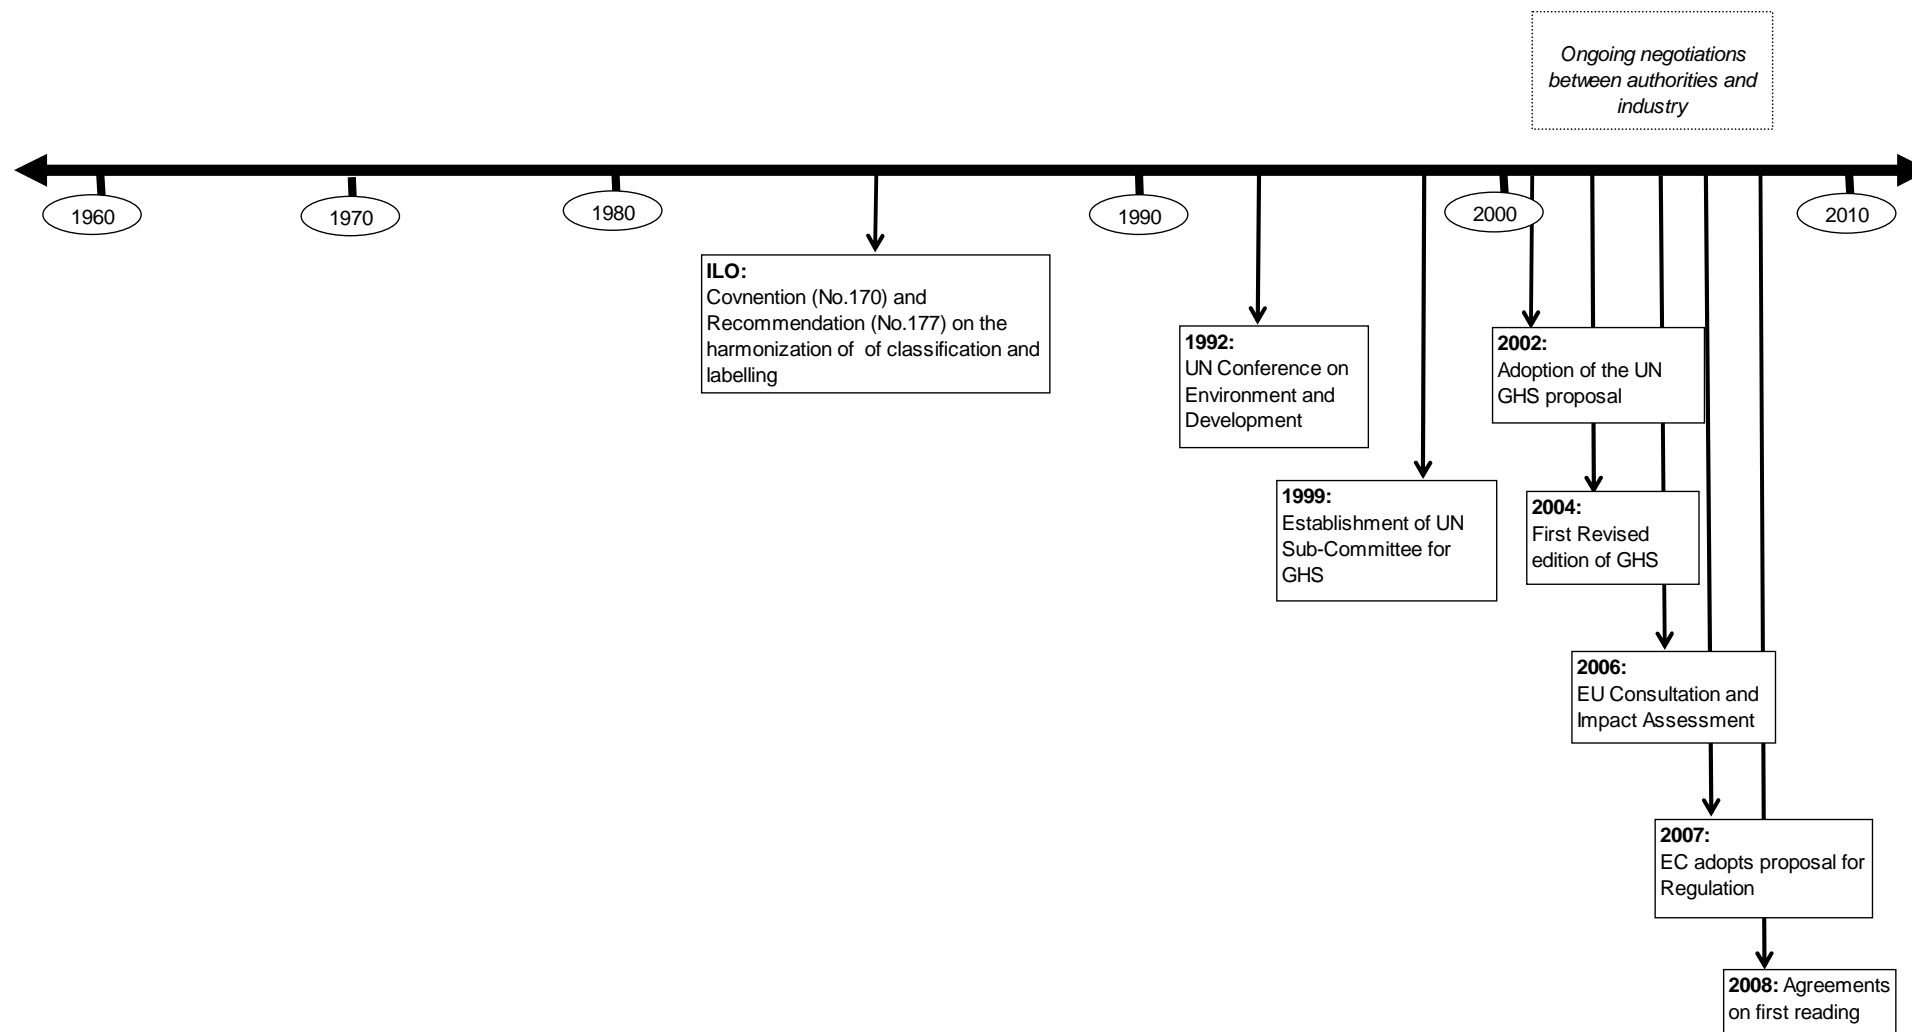 Ongoing negotiations
between authorities and
industry
1960
1970
1980
1990
2000
2010
ILO:
Covnention (No.170) and
Recommendation (No.177) on the
harmonization of  of classification and
labelling
1992:
UN Conference on
Environment and
Development
1999:
Establishment of UN
Sub-Committee for
GHS
2002:
Adoption of the UN
GHS proposal
2004:
First Revised
edition of GHS
2006:
EU Consultation and
Impact Assessment
2007:
EC adopts proposal for
Regulation
2008: Agreements
on first reading